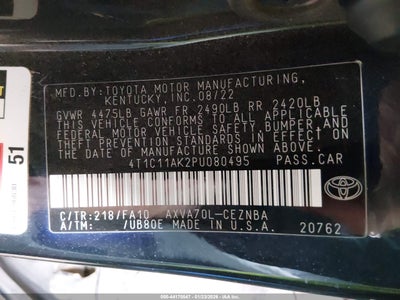 MFD.BY:TOYOTA MOTOR MANUFACTURING,
KENTUCKY,INC.08/22
GVWR 4475LB,GAWR FR 2490LB RR 2420LB
THIS VEHICLE CONFORMS TO ALL APPLICABLE
FEDERAL MOTOR VEHICLE SAFETY,BUMPER,AND
THEFT PREVENTION STANDARDS IN EFFECT ON
THE DATE OF MANUFACTURE SHOWN ABOVE.
4T1C11AK2PU080495 PASS.CAR
C/TR:218/FA10 AXVA70L-CEZNBA
A/TM: /UB80E MADE IN U.S.A. 20762
TOYOTA
51